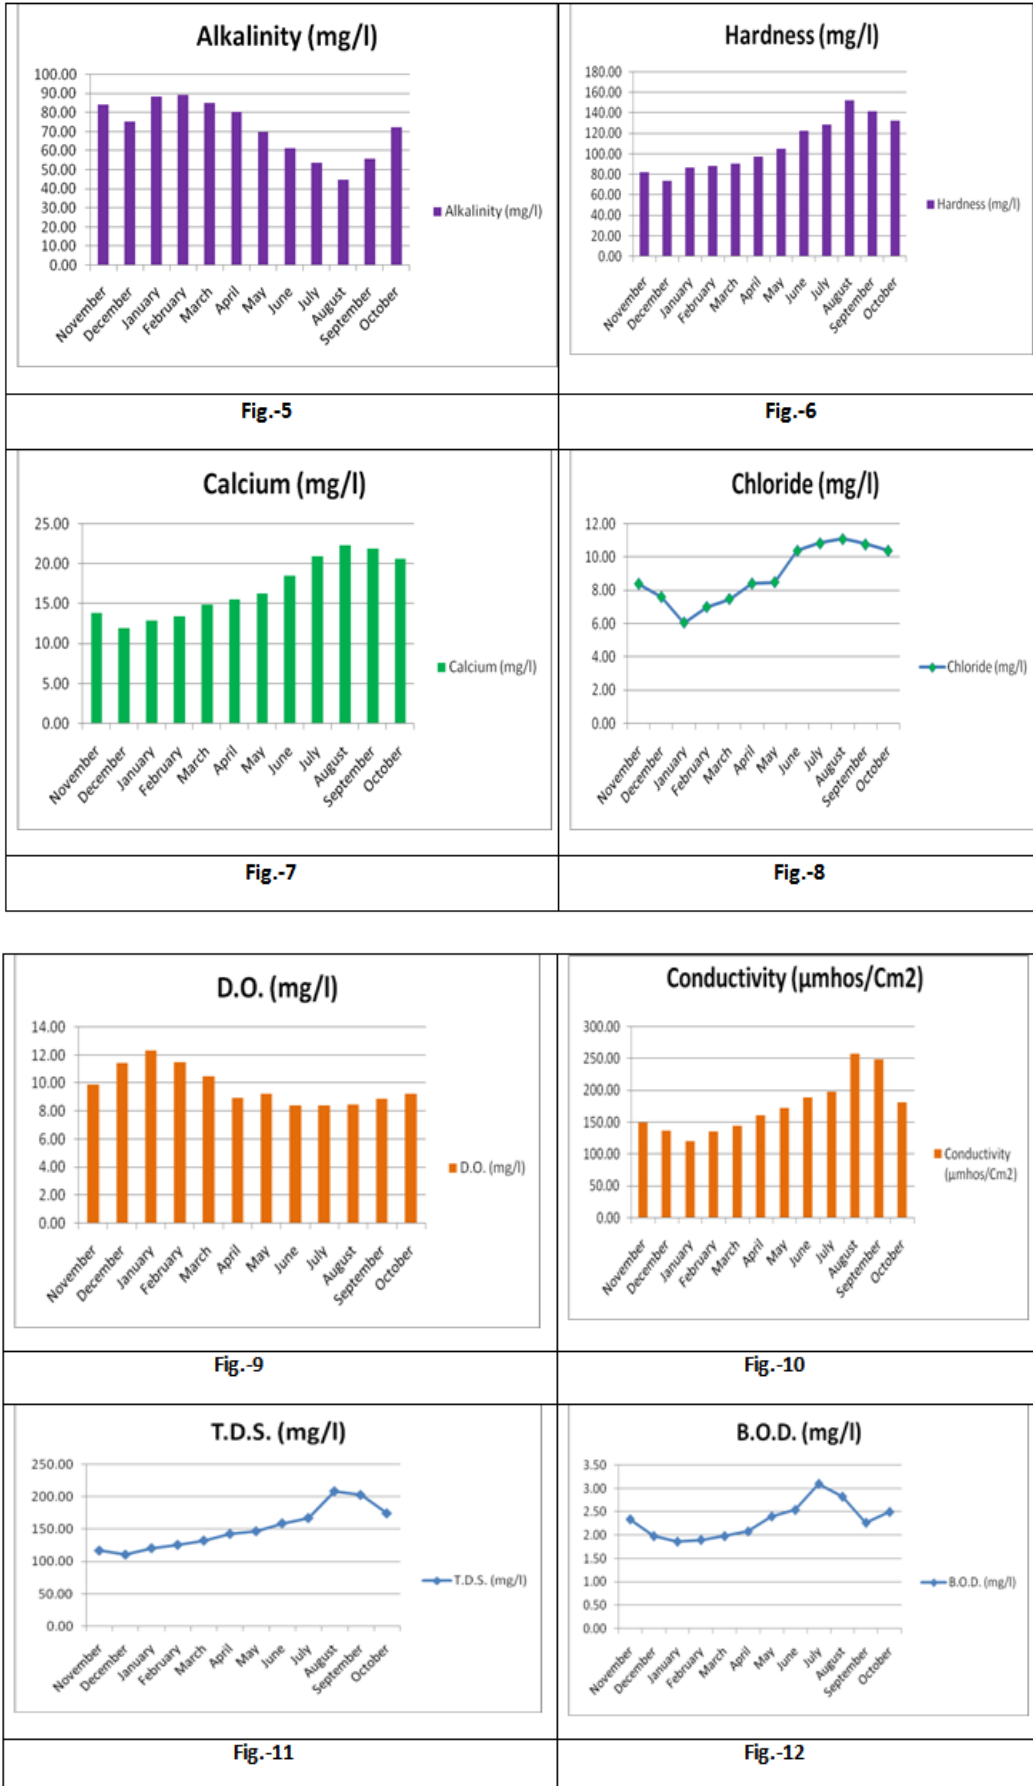 Alkalinity (mg/l)
100.00
90.00
80.00
70.00
60.00
50.00
40.00
30.00
20.00
10.00
0.00
November
December
January
February
March
April
May
June
July
August
September
October
Alkalinity (mg/l)
Fig.-5
Hardness (mg/l)
180.00
160.00
140.00
120.00
100.00
80.00
60.00
40.00
20.00
0.00
November
December
January
February
March
April
May
June
July
August
September
October
Hardness (mg/l)
Fig.-6
Calcium (mg/l)
25.00
20.00
15.00
10.00
5.00
0.00
November
December
January
February
March
April
May
June
July
August
September
October
Calcium (mg/l)
Fig.-7
Chloride (mg/l)
12.00
10.00
8.00
6.00
4.00
2.00
0.00
November
December
January
February
March
April
May
June
July
August
September
October
Chloride (mg/l)
Fig.-8
D.O. (mg/l)
14.00
12.00
10.00
8.00
6.00
4.00
2.00
0.00
November
December
January
February
March
April
May
June
July
August
September
October
D.O. (mg/l)
Fig.-9
Conductivity (µmhos/Cm2)
300.00
250.00
200.00
150.00
100.00
50.00
0.00
November
December
January
February
March
April
May
June
July
August
September
October
Conductivity
(µmhos/Cm2)
Fig.-10
T.D.S. (mg/l)
250.00
200.00
150.00
100.00
50.00
0.00
November
December
January
February
March
April
May
June
July
August
September
October
T.D.S. (mg/l)
Fig.-11
B.O.D. (mg/l)
3.50
3.00
2.50
2.00
1.50
1.00
0.50
0.00
November
December
January
February
March
April
May
June
July
August
September
October
B.O.D. (mg/l)
Fig.-12